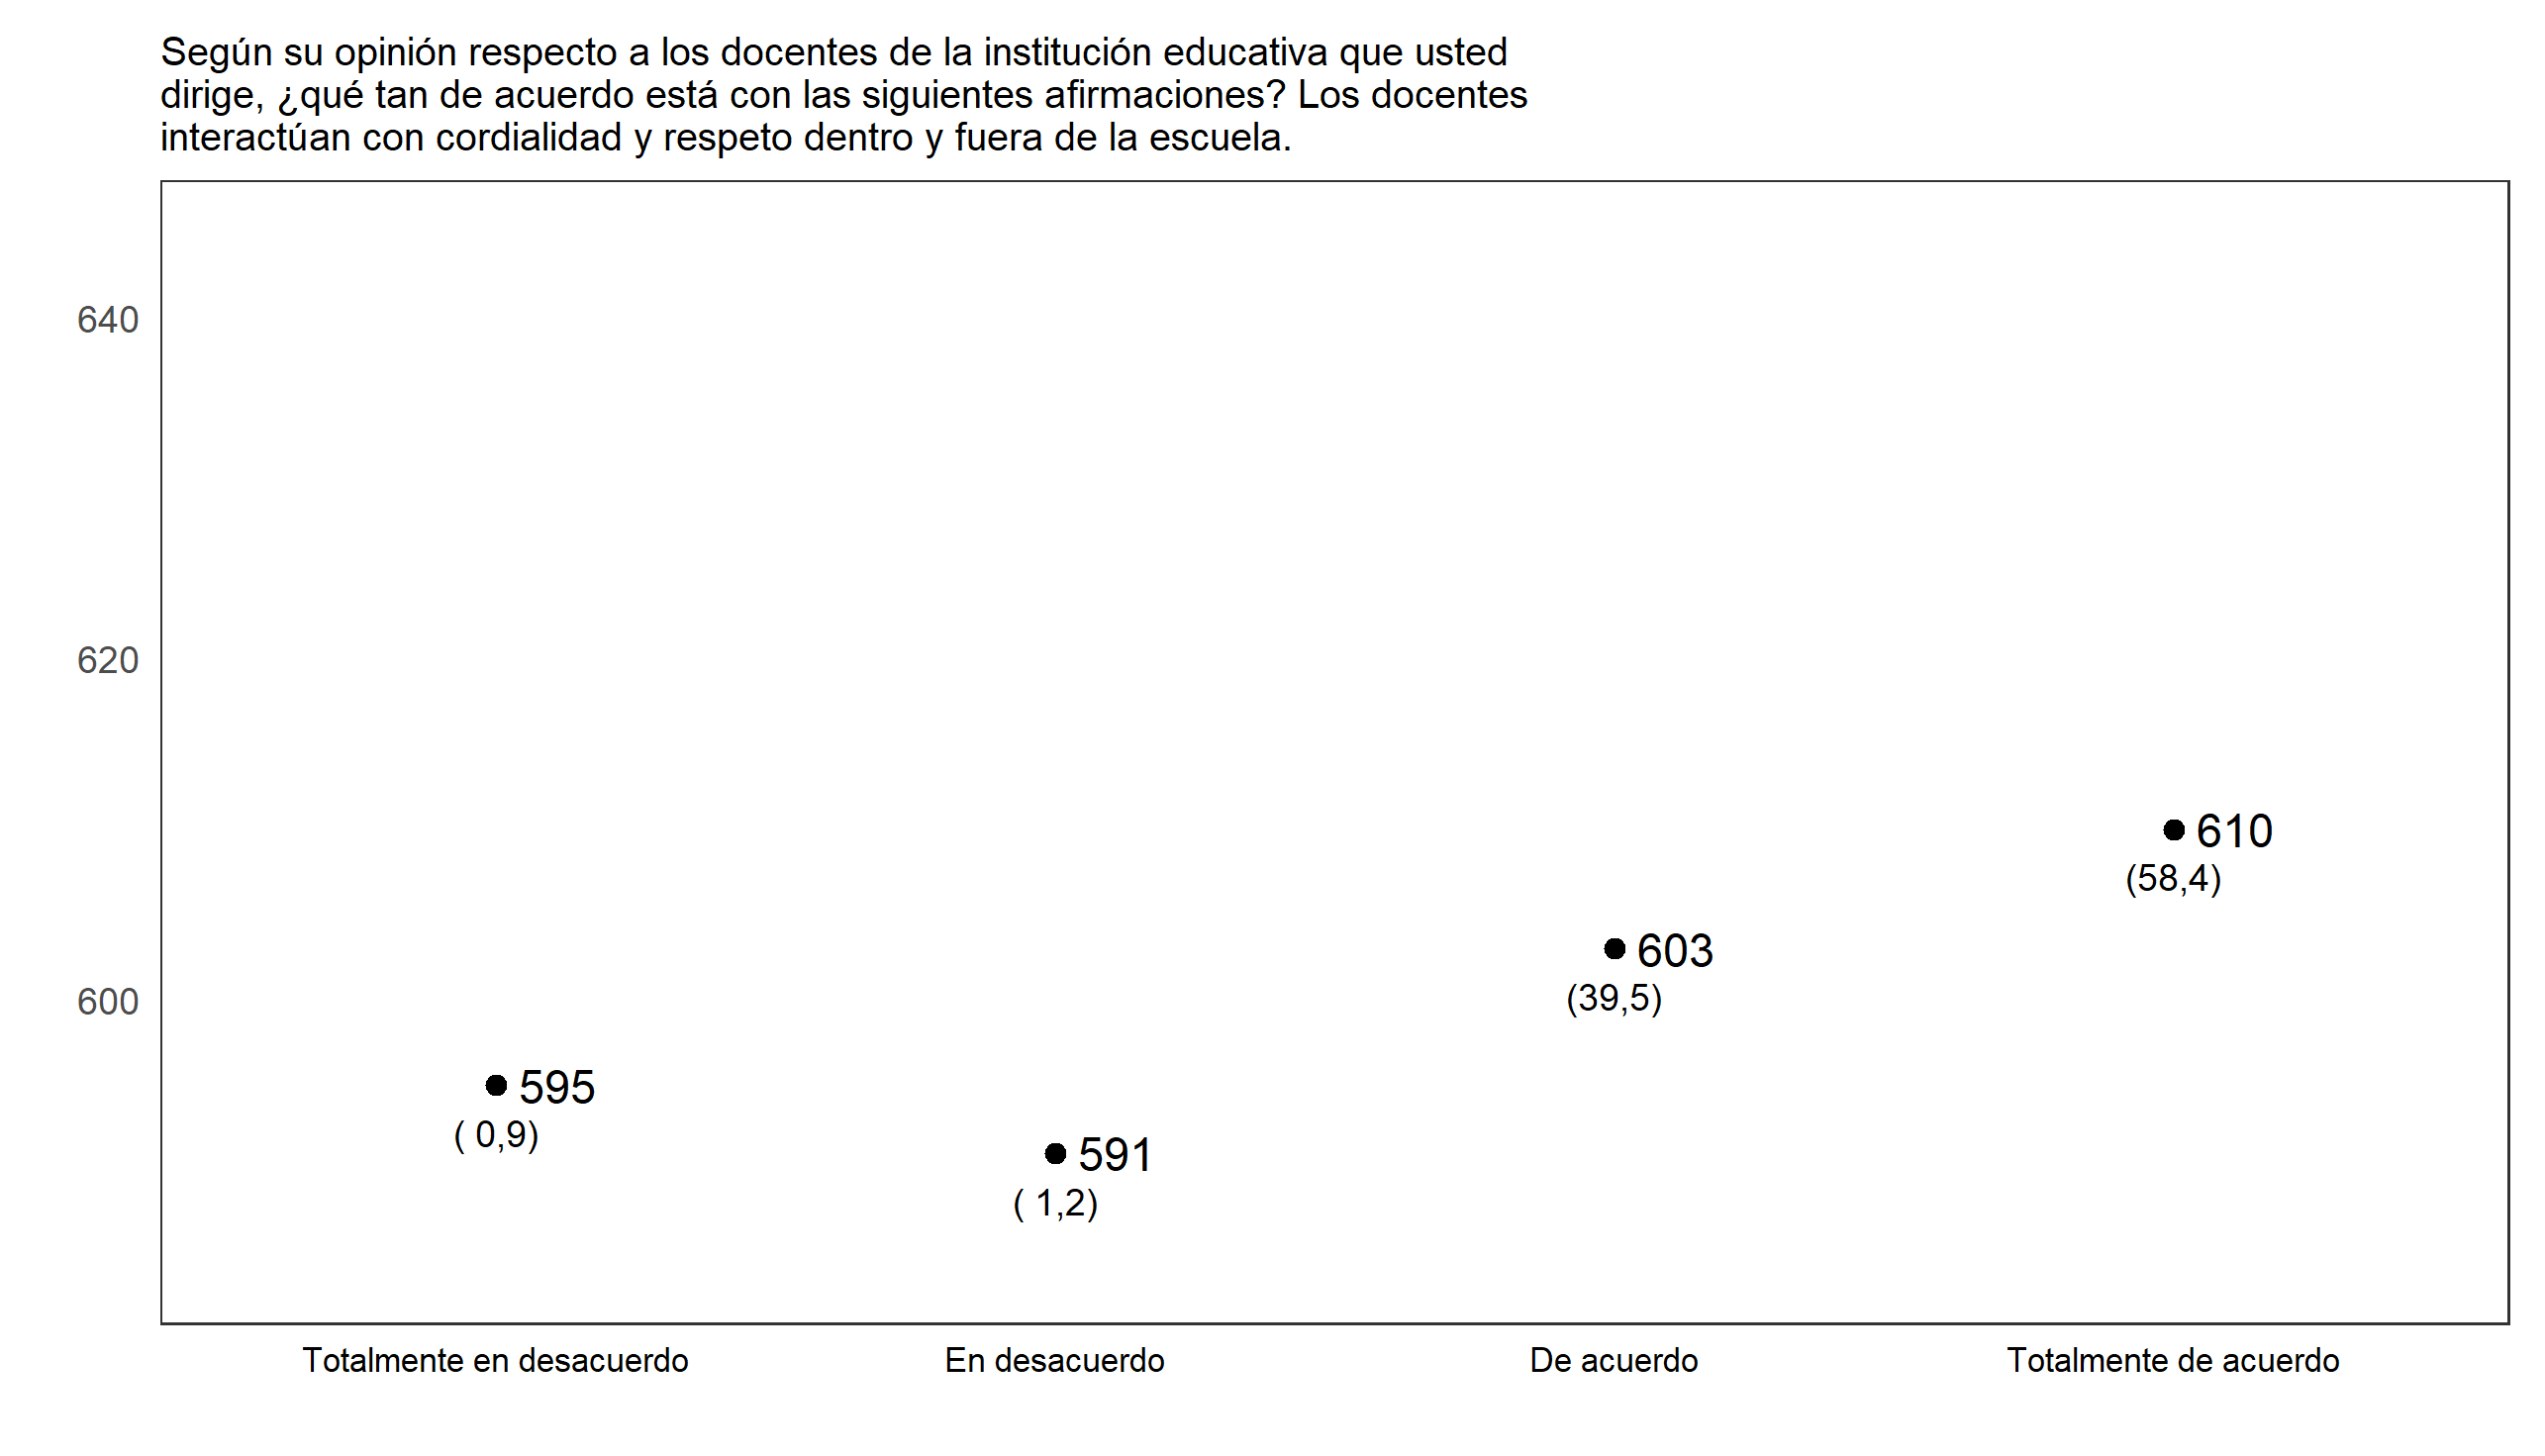 Según su opinión respecto a los docentes de la institución educativa que usted
dirige, ¿qué tan de acuerdo está con las siguientes afirmaciones? Los docentes
interactúan con cordialidad y respeto dentro y fuera de la escuela.
640
620
600
610
(58,4)
603
(39,5)
595
( 0,9)
591
( 1,2)
Totalmente en desacuerdo
En desacuerdo
De acuerdo
Totalmente de acuerdo